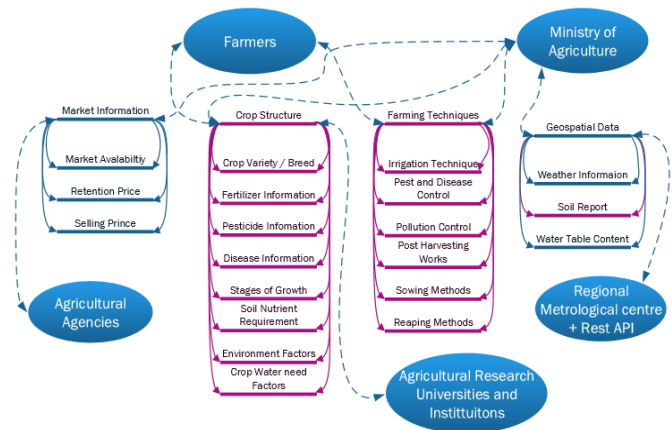 Farmers
Ministry of
Agriculture
Market Information
Market Avalabiltiy
Retention Price
Selling Prince
Crop Structure
Crop Variety / Breed
Fertilizer Information
Pesticide Infomation
Disease Information
Stages of Growth
Soil Nutrient
Requirement
Environment Factors
Crop Water need
Factors
Farming Techniques
Irrigation Technique
Pest and Disease
Control
Pollution Control
Post Harvesting
Works
Sowing Methods
Reaping Methods
Geospatial Data
Weather Informaion
Soil Report
Water Table Content
Agricultural
Agencies
Agricultural Research
Universities and
Instituitons
Regional
Metrological centre
+ Rest API